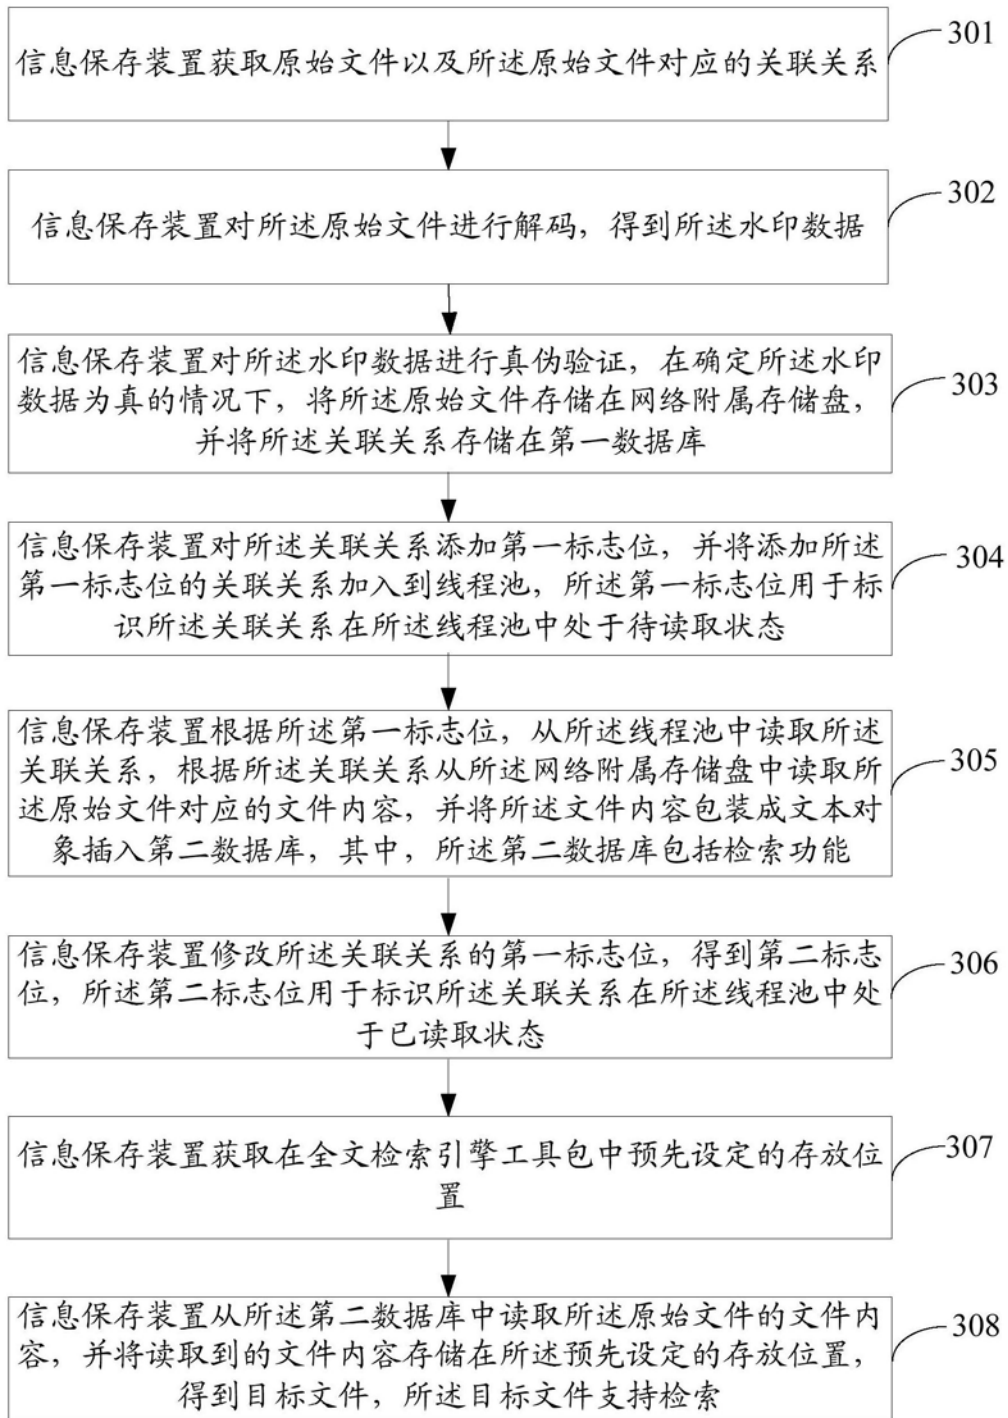 信息保存装置获取原始文件以及所述原始文件对应的关联关系
301
信息保存装置对所述原始文件进行解码，得到所述水印数据
302
信息保存装置对所述水印数据进行真伪验证，在确定所述水印
数据为真的情况下，将所述原始文件存储在网络附属存储盘，
并将所述关联关系存储在第一数据库
303
信息保存装置对所述关联关系添加第一标志位，并将添加所述
第一标志位的关联关系加入到线程池，所述第一标志位用于标
识所述关联关系在所述线程池中处于待读取状态
304
信息保存装置根据所述第一标志位，从所述线程池中读取所述
关联关系，根据所述关联关系从所述网络附属存储盘中读取所
述原始文件对应的文件内容，并将所述文件内容包装成文本对
象插入第二数据库，其中，所述第二数据库包括检索功能
305
信息保存装置修改所述关联关系的第一标志位，得到第二标志
位，所述第二标志位用于标识所述关联关系在所述线程池中处
于已读取状态
306
信息保存装置获取在全文检索引擎工具包中预先设定的存放位
置
307
信息保存装置从所述第二数据库中读取所述原始文件的文件内
容，并将读取到的文件内容存储在所述预先设定的存放位置，
得到目标文件，所述目标文件支持检索
308